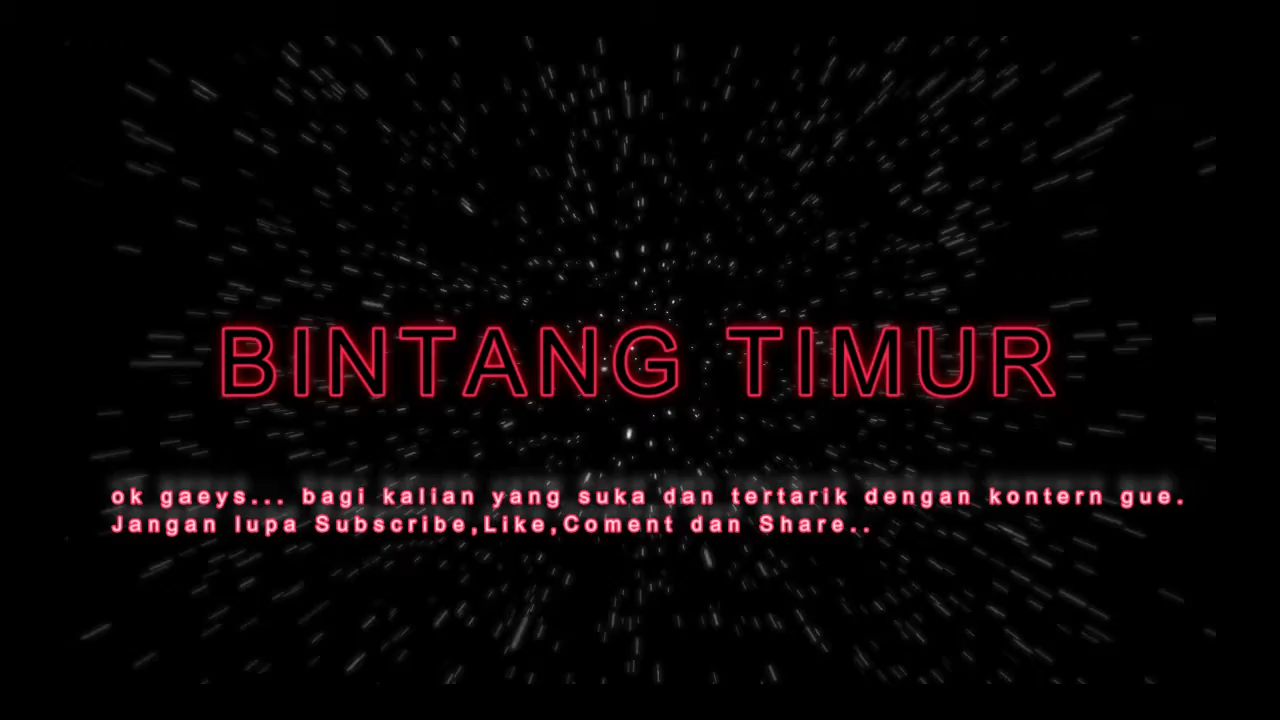 BINTANG TIMUR
ok gaeys... bagi kalian yang suka dan tertarik dengan kontern gue.
Jangan lupa Subscribe,Like,Coment dan Share..